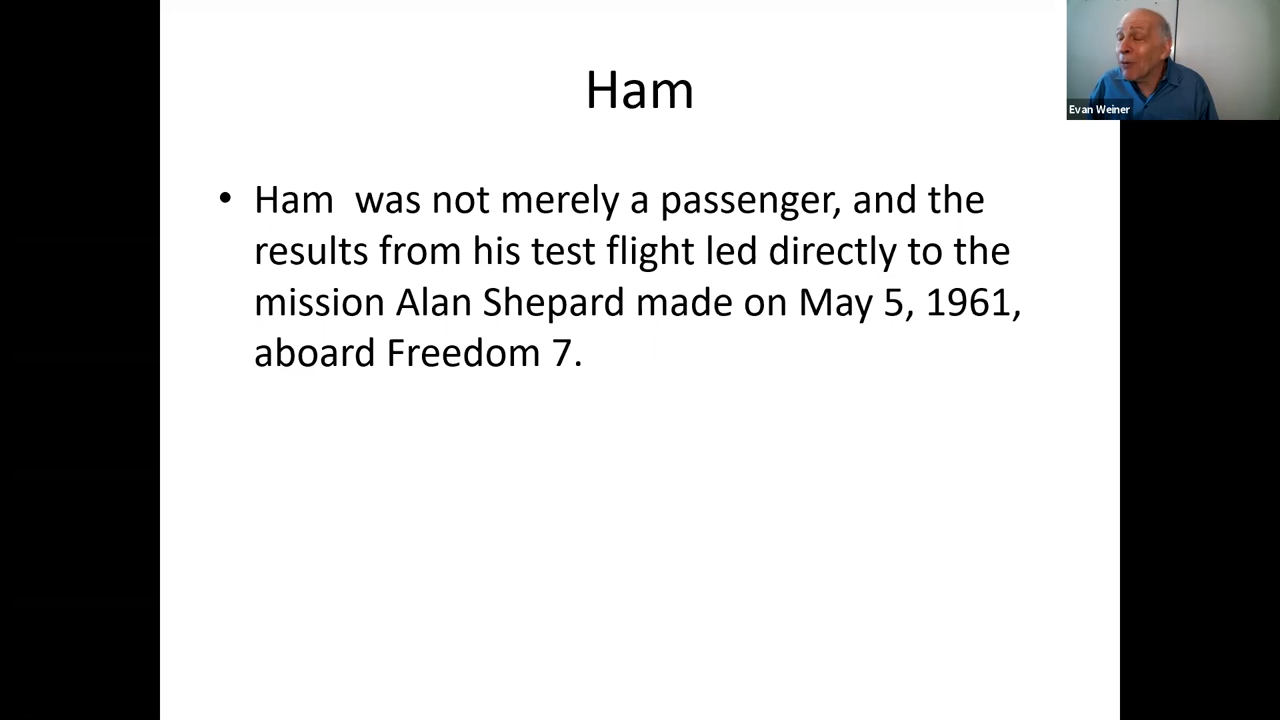 Ham
Evan Weiner
• Ham  was not merely a passenger, and the
results from his test flight led directly to the
mission Alan Shepard made on May 5, 1961,
aboard Freedom 7.